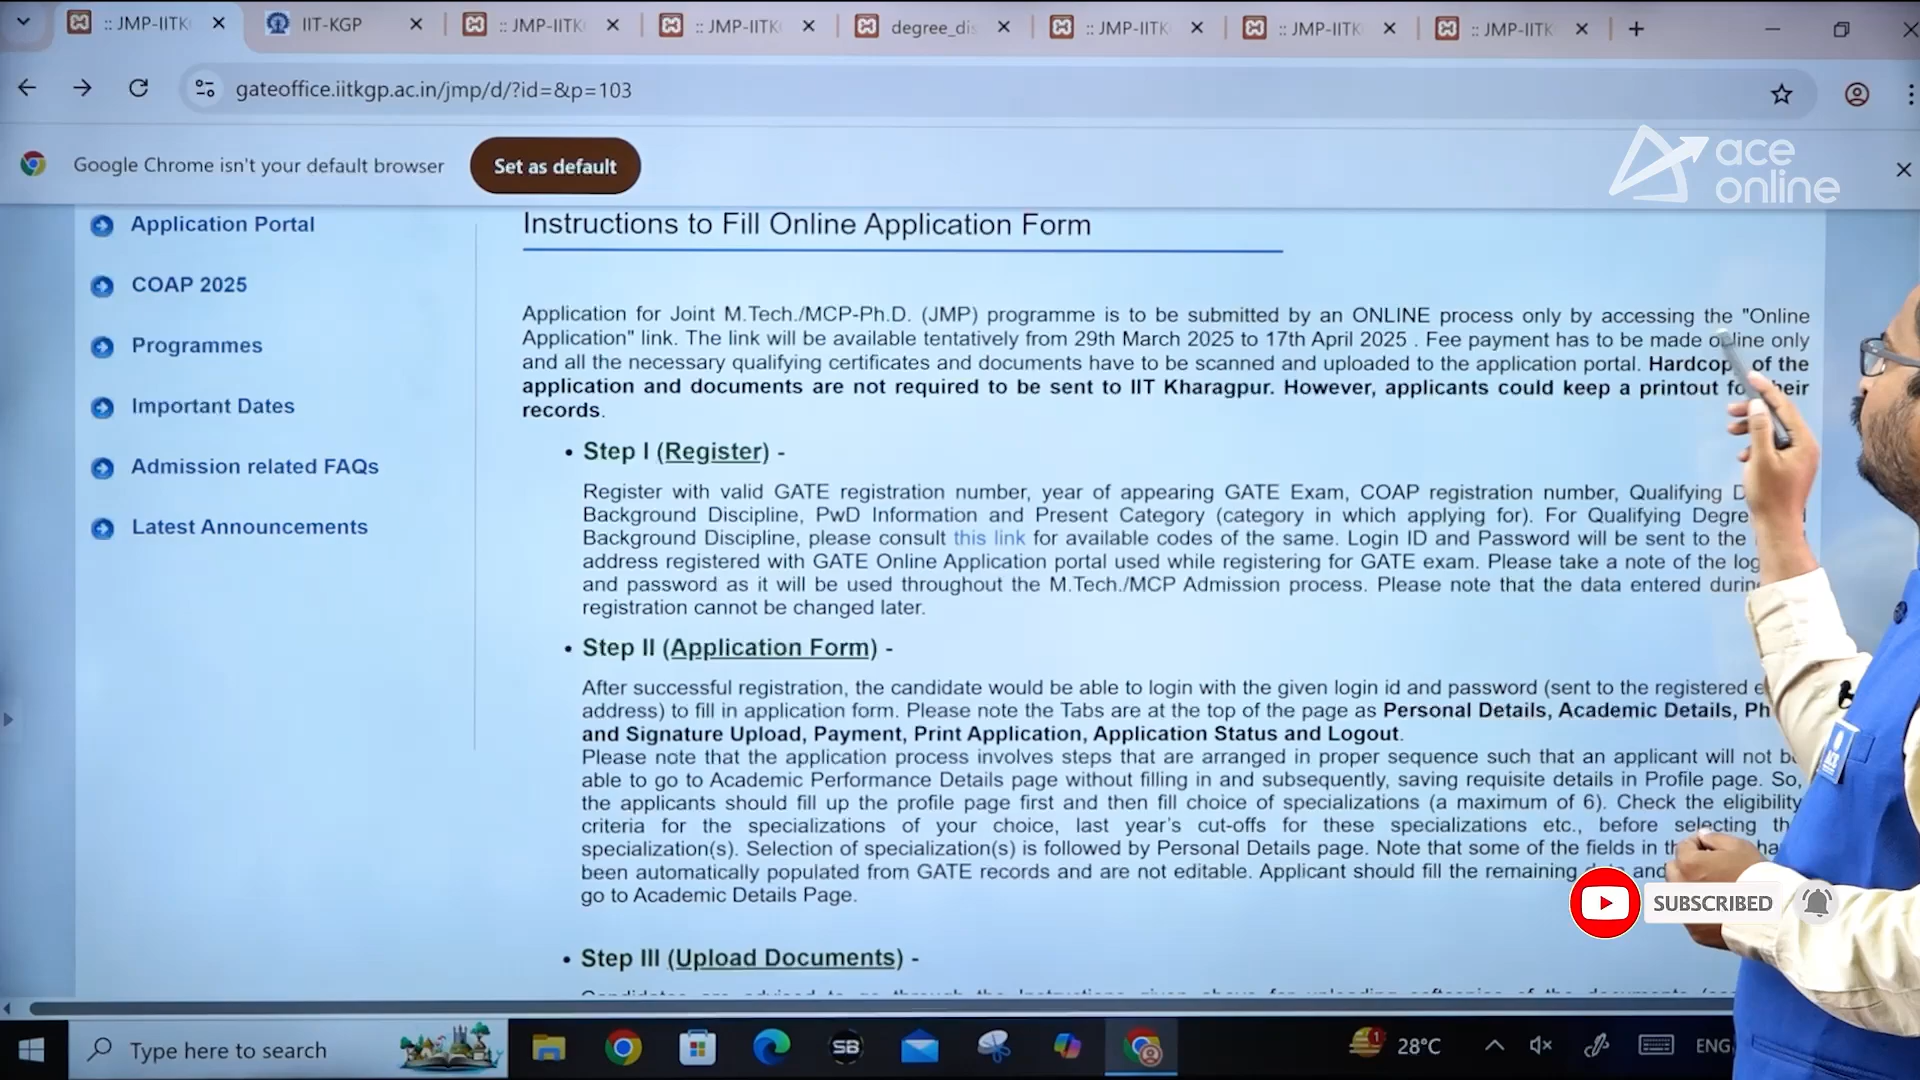 :: JMP-IITK
IIT-KGP
:: JMP-IITK
:: JMP-IITK
degree_dis
:: JMP-IITK
:: JMP-IITK
:: JMP-IITK
gateoffice.iitkgp.ac.in/jmp/d/?id=&p=103
Google Chrome isn't your default browser
Set as default
ace
online
Application Portal
COAP 2025
Programmes
Important Dates
Admission related FAQs
Latest Announcements
Instructions to Fill Online Application Form
Application for Joint M.Tech./MCP-Ph.D. (JMP) programme is to be submitted by an ONLINE process only by accessing the "Online
Application" link. The link will be available tentatively from 29th March 2025 to 17th April 2025 . Fee payment has to be made online only
and all the necessary qualifying certificates and documents have to be scanned and uploaded to the application portal. Hardcopy of the
application and documents are not required to be sent to IIT Kharagpur. However, applicants could keep a printout for their
records.
• Step I (Register) -
Register with valid GATE registration number, year of appearing GATE Exam, COAP registration number, Qualifying D
Background Discipline, PwD Information and Present Category (category in which applying for). For Qualifying Degre
Background Discipline, please consult this link for available codes of the same. Login ID and Password will be sent to the
address registered with GATE Online Application portal used while registering for GATE exam. Please take a note of the log
and password as it will be used throughout the M.Tech./MCP Admission process. Please note that the data entered durin
registration cannot be changed later.
• Step II (Application Form) -
After successful registration, the candidate would be able to login with the given login id and password (sent to the registered e
address) to fill in application form. Please note the Tabs are at the top of the page as Personal Details, Academic Details, Ph
and Signature Upload, Payment, Print Application, Application Status and Logout.
Please note that the application process involves steps that are arranged in proper sequence such that an applicant will not be
able to go to Academic Performance Details page without filling in and subsequently, saving requisite details in Profile page. So,
the applicants should fill up the profile page first and then fill choice of specializations (a maximum of 6). Check the eligibility
criteria for the specializations of your choice, last year's cut-offs for these specializations etc., before selecting th
specialization(s). Selection of specialization(s) is followed by Personal Details page. Note that some of the fields in th ha
been automatically populated from GATE records and are not editable. Applicant should fill the remaining and
go to Academic Details Page.
• Step III (Upload Documents) -
SUBSCRIBED
Type here to search
SB
1
28°C
ENG